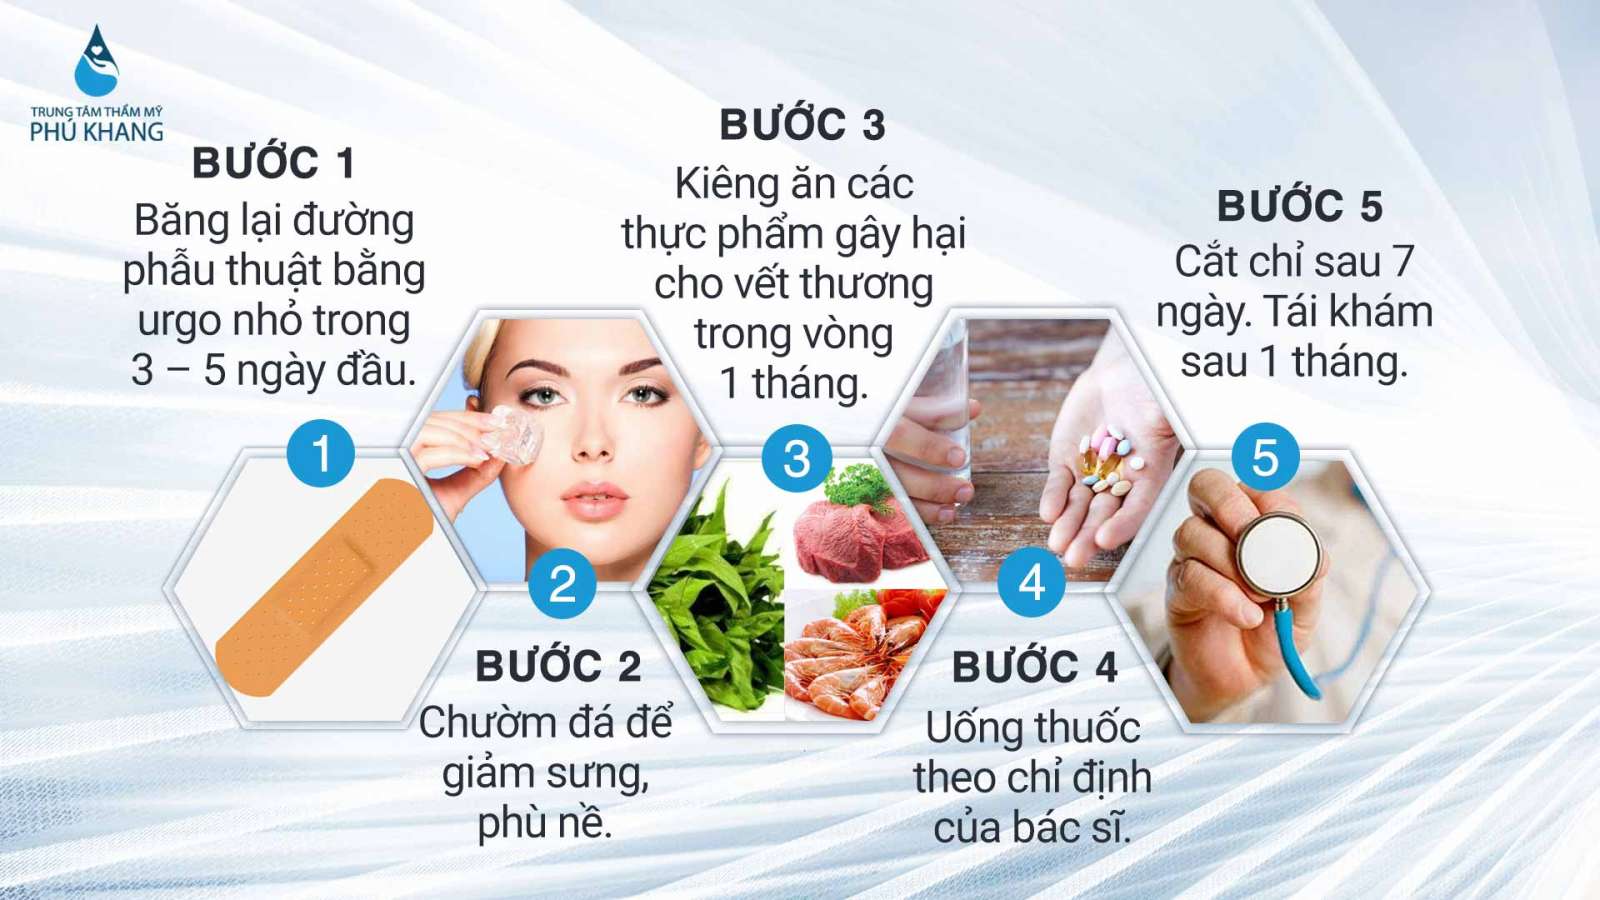 TRUNG TÂM THẨM MỸ
PHÚ KHANG
BƯỚC 1
Băng lại đường
phẫu thuật bằng
urgo nhỏ trong
3 – 5 ngày đầu.
1
BƯỚC 2
Chườm đá để
giảm sưng,
phù nề.
2
BƯỚC 3
Kiêng ăn các
thực phẩm gây hại
cho vết thương
trong vòng
1 tháng.
3
BƯỚC 4
Uống thuốc
theo chỉ định
của bác sĩ.
4
BƯỚC 5
Cắt chỉ sau 7
ngày. Tái khám
sau 1 tháng.
5